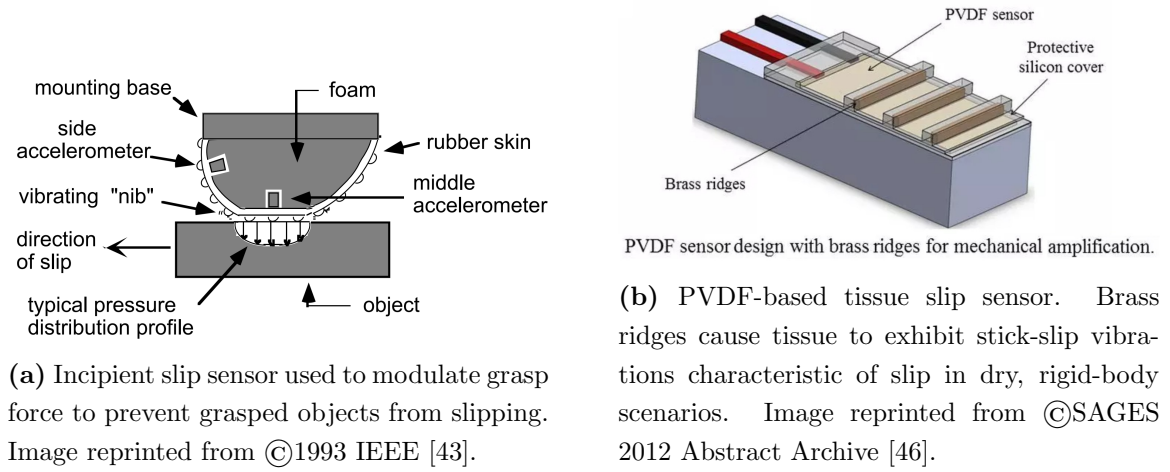 mounting base
foam
side
accelerometer
rubber skin
vibrating "nib"
middle
accelerometer
direction
of slip
typical pressure
distribution profile
object
(a) Incipient slip sensor used to modulate grasp
force to prevent grasped objects from slipping.
Image reprinted from ©1993 IEEE [43].
PVDF sensor
Protective
silicon cover
Brass ridges
PVDF sensor design with brass ridges for mechanical amplification.
(b) PVDF-based tissue slip sensor. Brass
ridges cause tissue to exhibit stick-slip vibra-
tions characteristic of slip in dry, rigid-body
scenarios. Image reprinted from ©SAGES
2012 Abstract Archive [46].